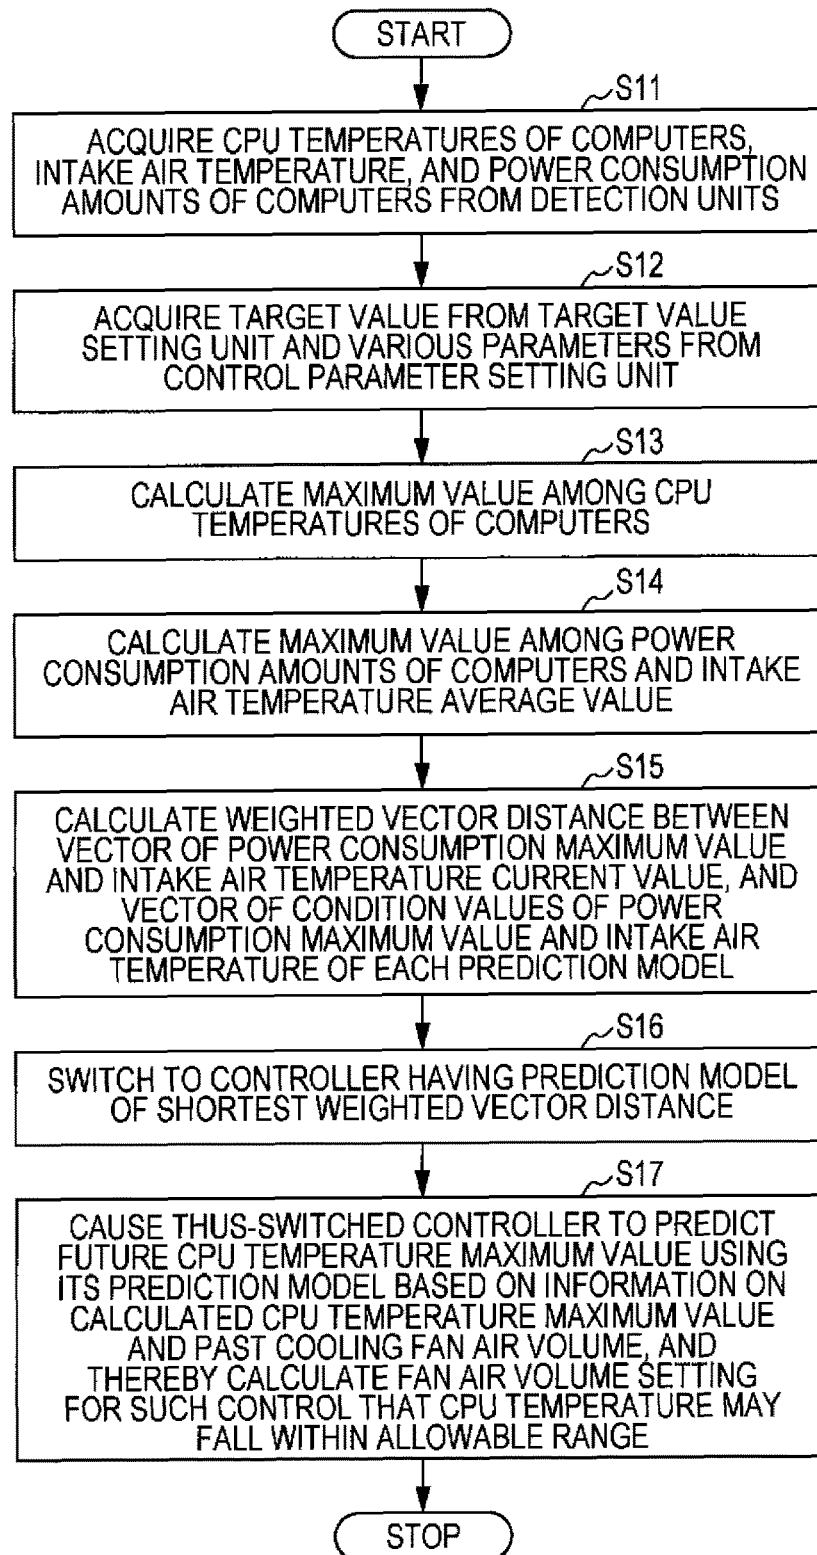 START
S11
ACQUIRE CPU TEMPERATURES OF COMPUTERS,
INTAKE AIR TEMPERATURE, AND POWER CONSUMPTION
AMOUNTS OF COMPUTERS FROM DETECTION UNITS
S12
ACQUIRE TARGET VALUE FROM TARGET VALUE
SETTING UNIT AND VARIOUS PARAMETERS FROM
CONTROL PARAMETER SETTING UNIT
S13
CALCULATE MAXIMUM VALUE AMONG CPU
TEMPERATURES OF COMPUTERS
S14
CALCULATE MAXIMUM VALUE AMONG POWER
CONSUMPTION AMOUNTS OF COMPUTERS AND INTAKE
AIR TEMPERATURE AVERAGE VALUE
S15
CALCULATE WEIGHTED VECTOR DISTANCE BETWEEN
VECTOR OF POWER CONSUMPTION MAXIMUM VALUE
AND INTAKE AIR TEMPERATURE CURRENT VALUE, AND
VECTOR OF CONDITION VALUES OF POWER
CONSUMPTION MAXIMUM VALUE AND INTAKE AIR
TEMPERATURE OF EACH PREDICTION MODEL
S16
SWITCH TO CONTROLLER HAVING PREDICTION MODEL
OF SHORTEST WEIGHTED VECTOR DISTANCE
S17
CAUSE THUS-SWITCHED CONTROLLER TO PREDICT
FUTURE CPU TEMPERATURE MAXIMUM VALUE USING
ITS PREDICTION MODEL BASED ON INFORMATION ON
CALCULATED CPU TEMPERATURE MAXIMUM VALUE
AND PAST COOLING FAN AIR VOLUME, AND
THEREBY CALCULATE FAN AIR VOLUME SETTING
FOR SUCH CONTROL THAT CPU TEMPERATURE MAY
FALL WITHIN ALLOWABLE RANGE
STOP